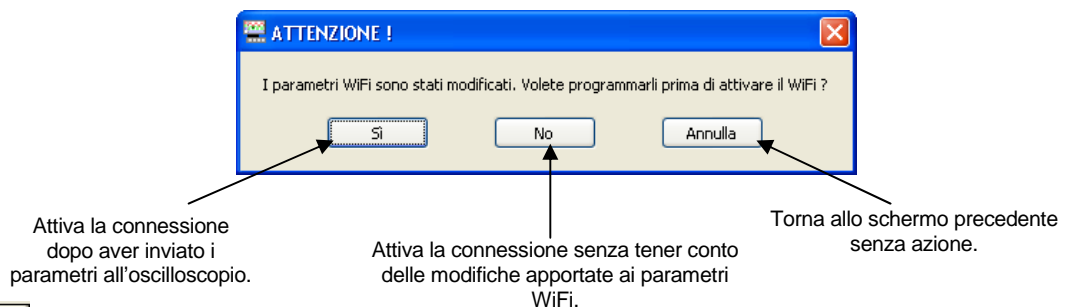 ATTENZIONE !
I parametri WiFi sono stati modificati. Volete programmarli prima di attivare il WiFi ?
Sì
No
Annulla
Attiva la connessione
dopo aver inviato i
parametri all'oscilloscopio.
Attiva la connessione senza tener conto
delle modifiche apportate ai parametri
WiFi.
Torna allo schermo precedente
senza azione.